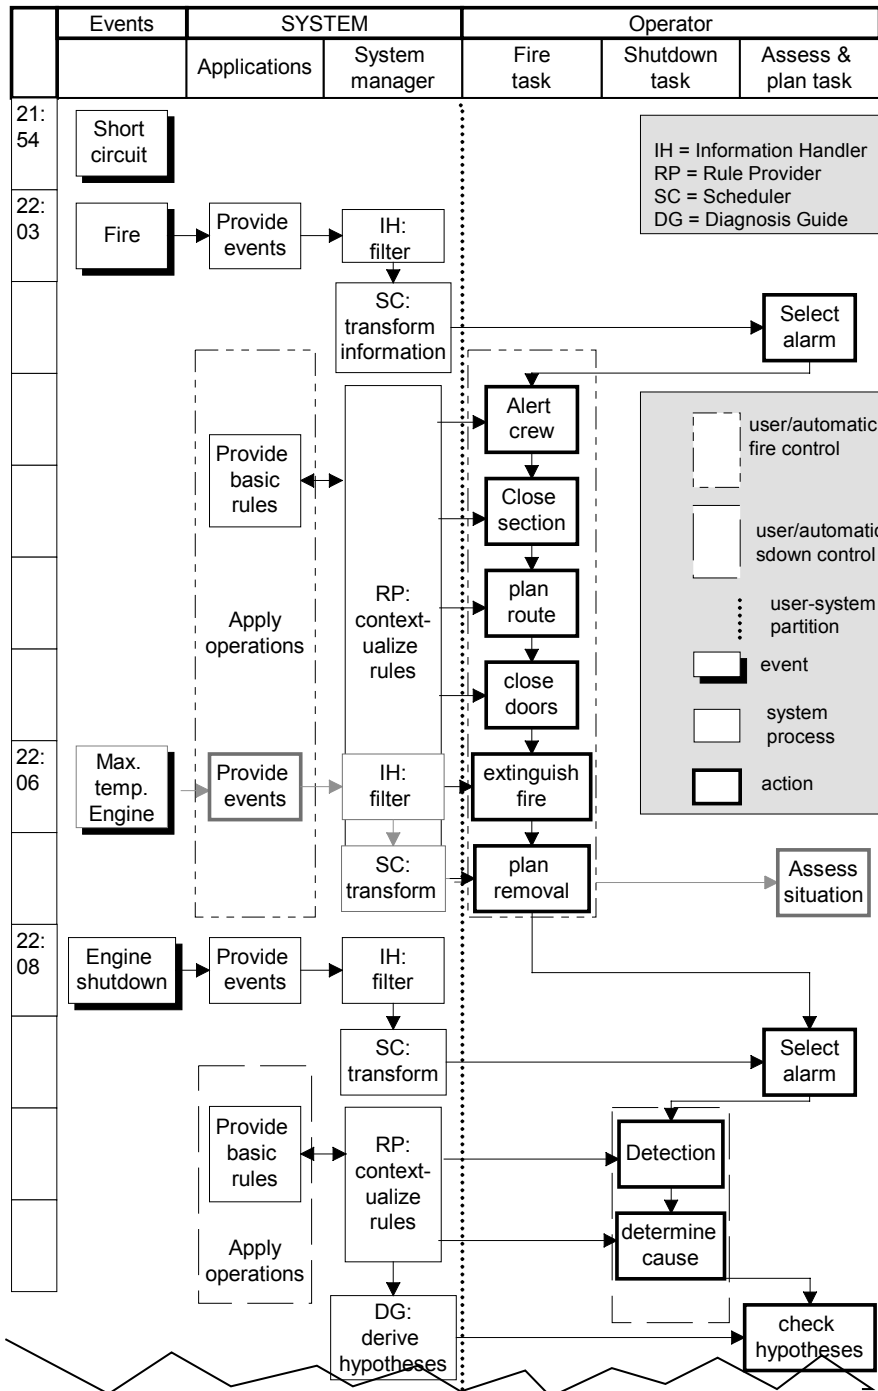 Events
SYSTEM
Operator
Applications
System
manager
Fire
task
Shutdown
task
Assess &
plan task
21:
54
Short
circuit
IH = Information Handler
RP = Rule Provider
SC = Scheduler
DG = Diagnosis Guide
22:
03
Fire
Provide
events
IH:
filter
SC:
transform
information
Select
alarm
Alert
crew
Provide
basic
rules
Close
section
plan
route
close
doors
Apply
operations
RP:
context-
ualize
rules
user/automatic
fire control
user/automatic
sdown control
user-system
partition
event
system
process
action
22:
06
Max.
temp.
Engine
Provide
events
IH:
filter
extinguish
fire
SC:
transform
plan
removal
Assess
situation
22:
08
Engine
shutdown
Provide
events
IH:
filter
SC:
transform
Select
alarm
Provide
basic
rules
RP:
context-
ualize
rules
Detection
Apply
operations
determine
cause
DG:
derive
hypotheses
check
hypotheses